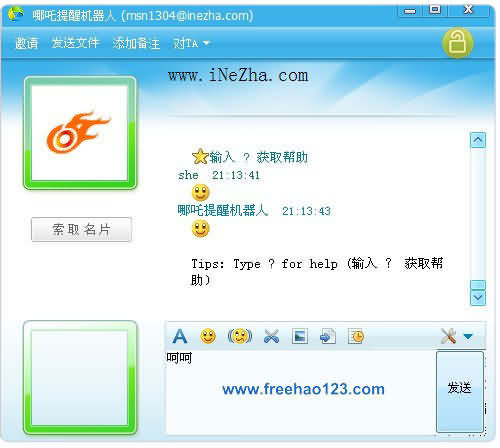 哪吒提醒机器人 (msn1304@inezha.com)
邀请 发送文件 添加备注 对TA
www.iNeZha.com
输入 ? 获取帮助
she 21:13:41
哪吒提醒机器人 21:13:43
Tips: Type ? for help (输入 ? 获取帮
助)
索取名片
A
呵呵
www.freehao123.com
发送